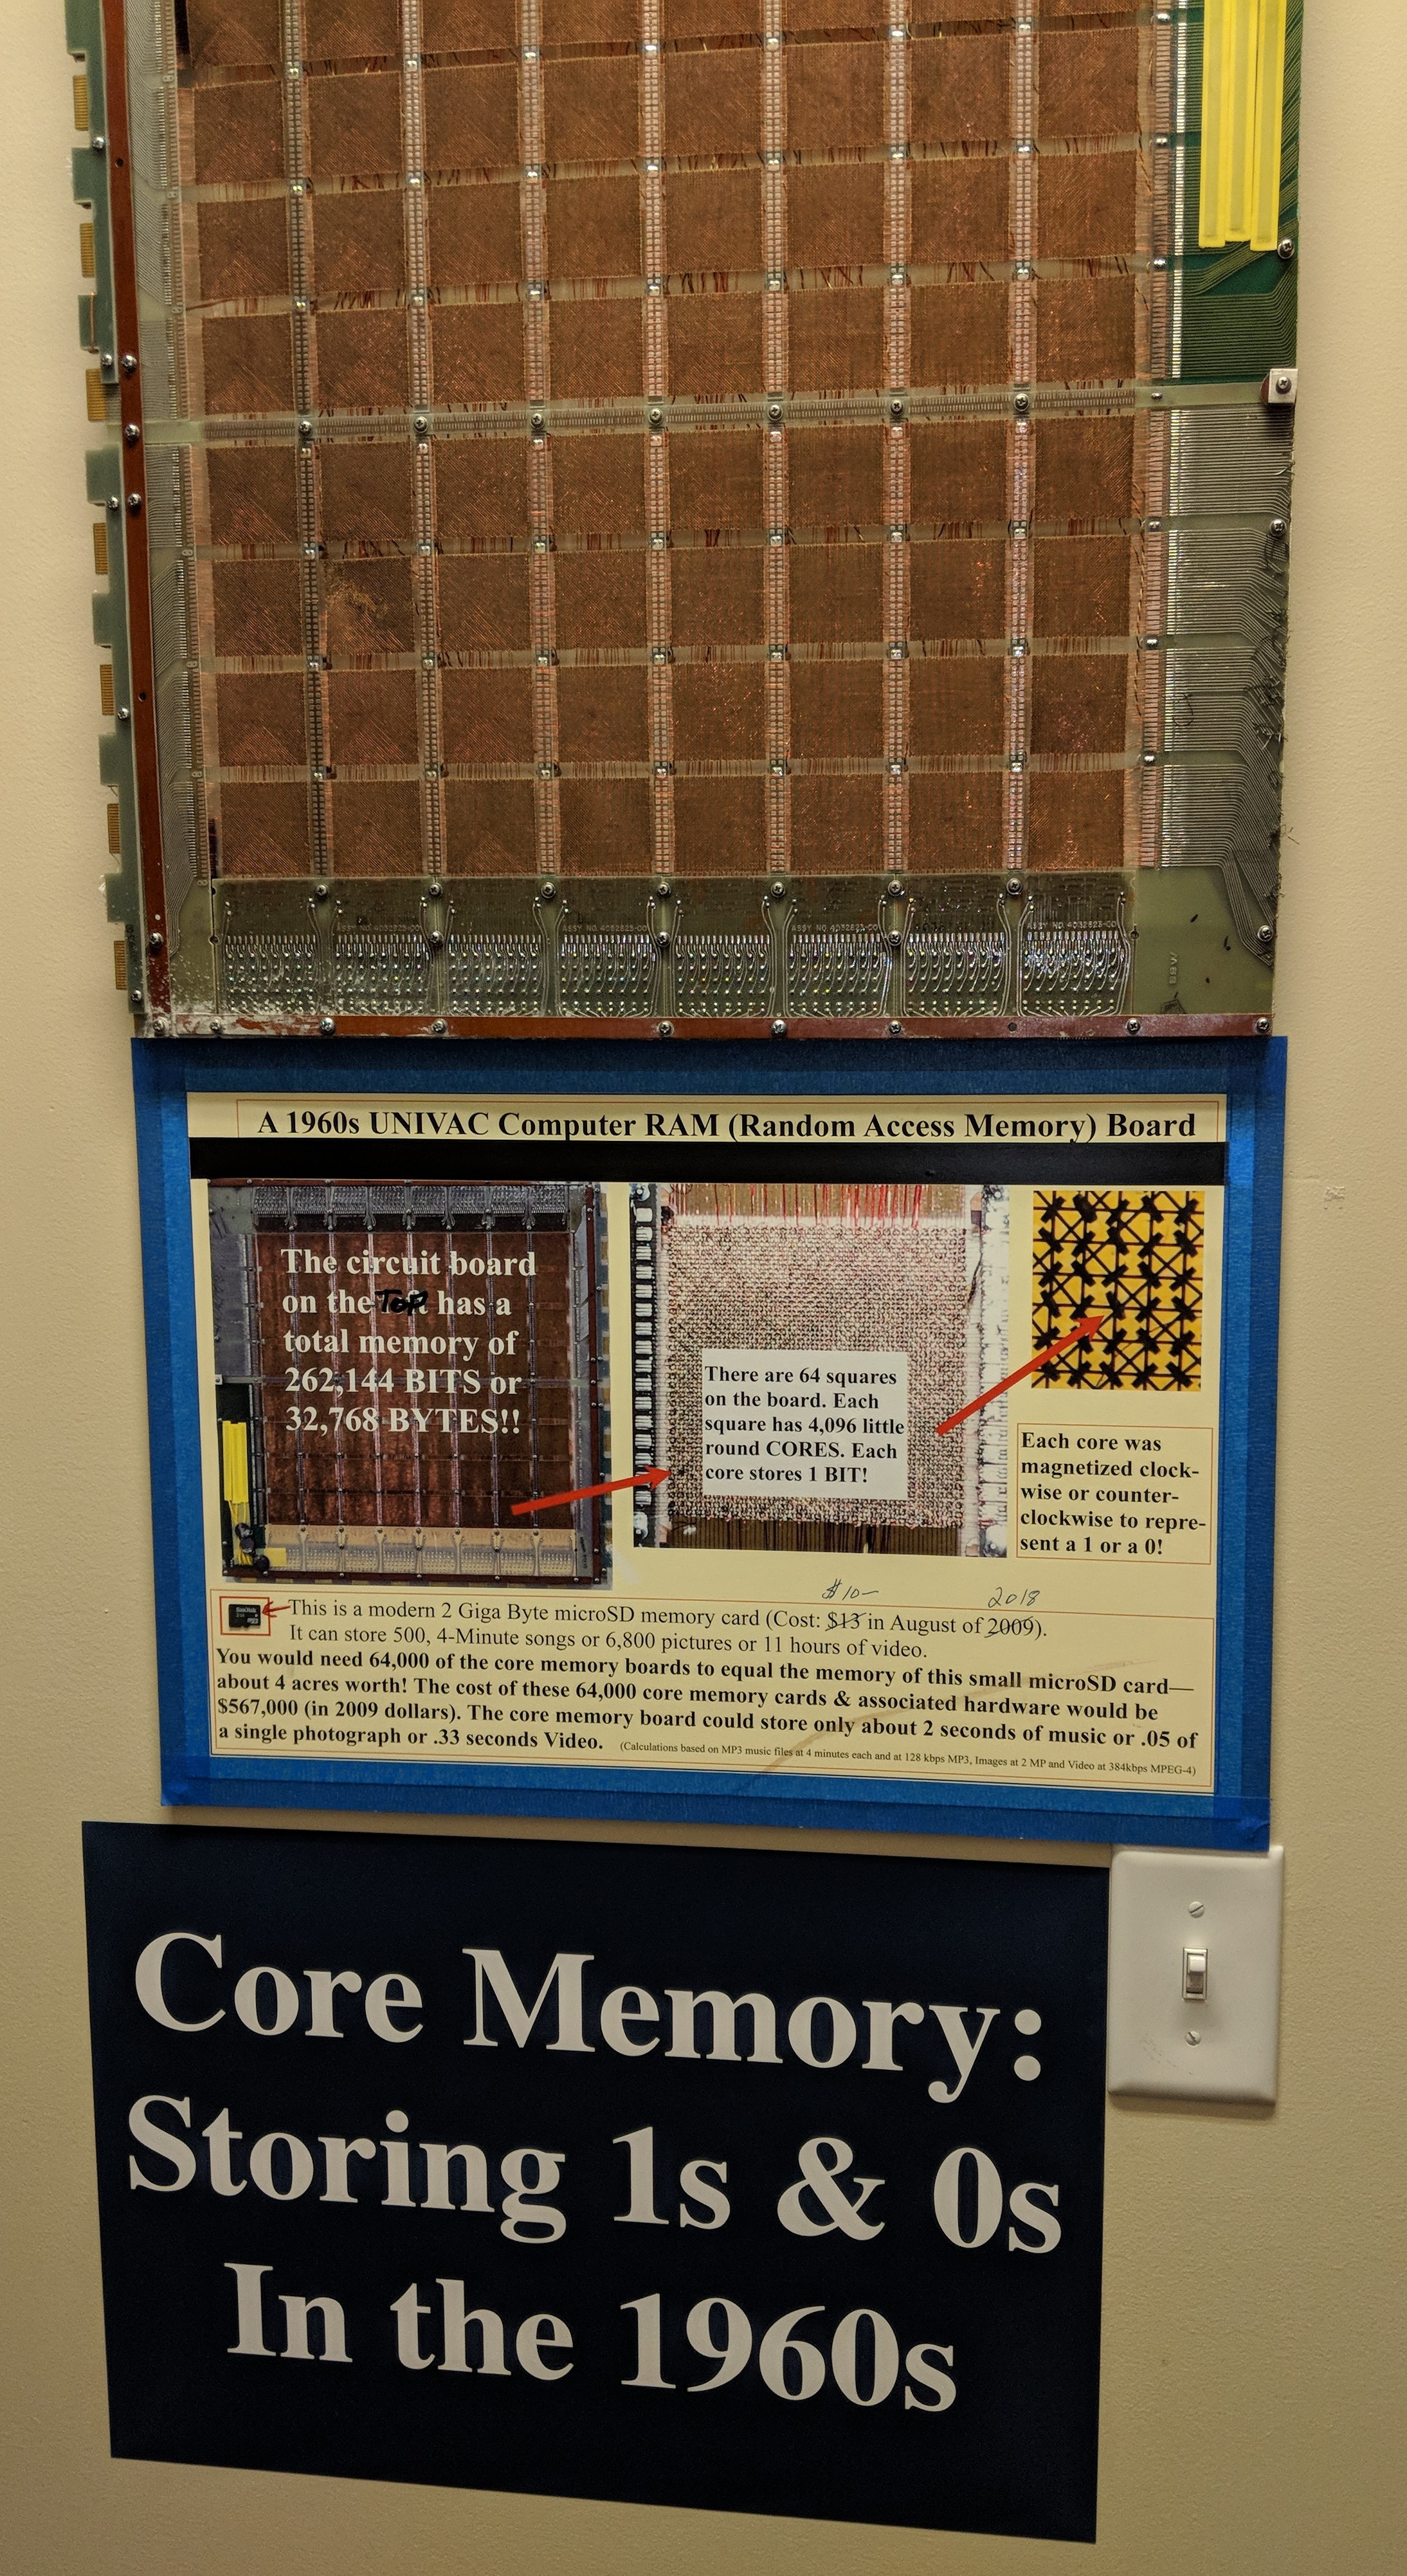 ASSY NO 4032823-00
ASSY NO 4032823-00
A 1960s UNIVAC Computer RAM (Random Access Memory) Board
The circuit board
on the TOP has a
total memory of
262,144 BITS or
32,768 BYTES!!
There are 64 squares
on the board. Each
square has 4,096 little
round CORES. Each
core stores 1 BIT!
Each core was
magnetized clock-
wise or counter-
clockwise to repre-
sent a 1 or a 0!
$10— 2018
This is a modern 2 Giga Byte microSD memory card (Cost: $13 in August of 2009).
It can store 500, 4-Minute songs or 6,800 pictures or 11 hours of video.
You would need 64,000 of the core memory boards to equal the memory of this small microSD card—
about 4 acres worth! The cost of these 64,000 core memory cards & associated hardware would be
$567,000 (in 2009 dollars). The core memory board could store only about 2 seconds of music or .05 of
a single photograph or .33 seconds Video. (Calculations based on MP3 music files at 4 minutes each and at 128 kbps MP3, Images at 2 MP and Video at 384kbps MPEG-4)
Core Memory:
Storing 1s & 0s
In the 1960s